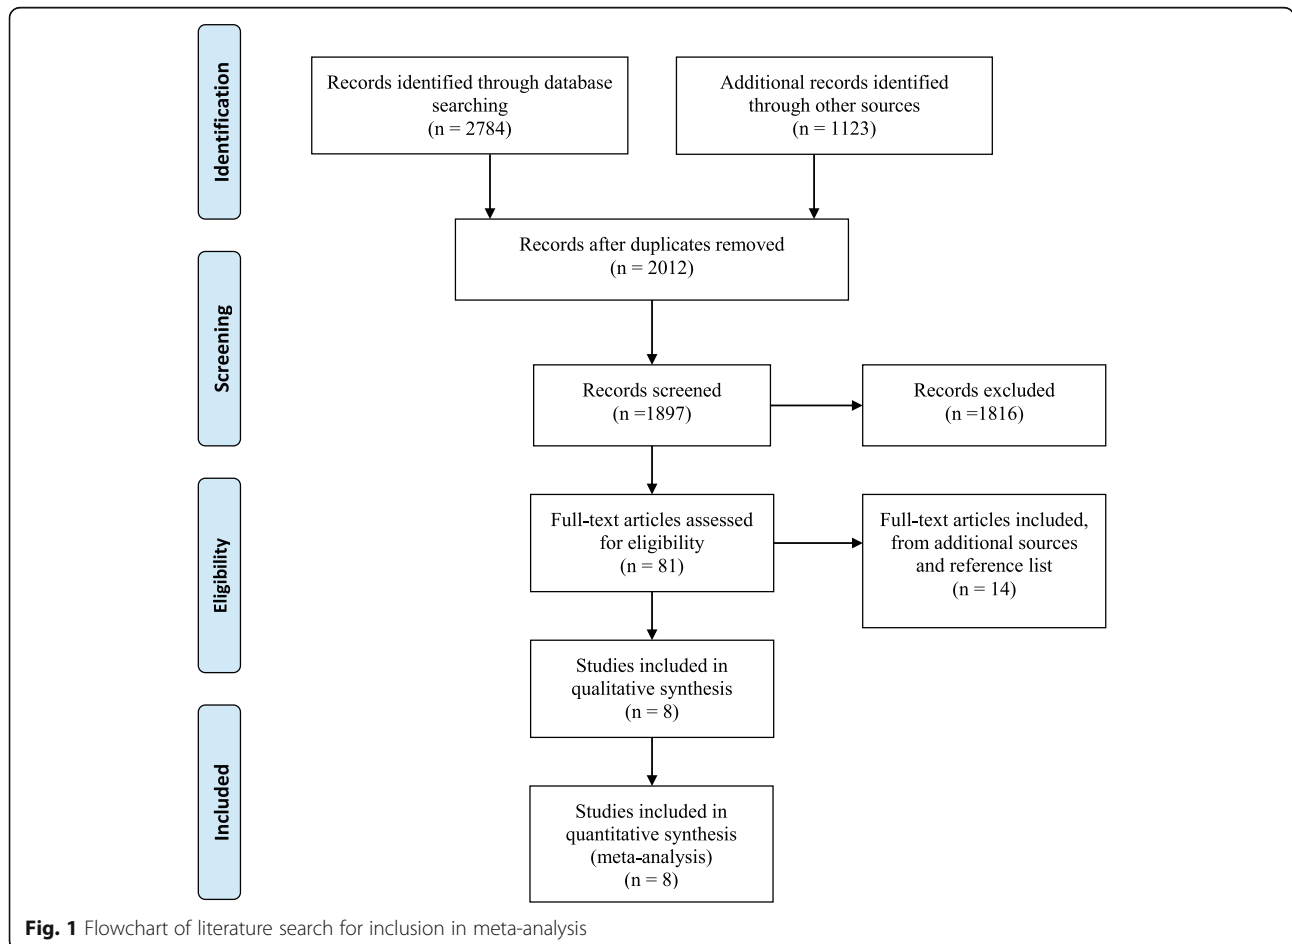 Identification
Records identified through database
searching
(n = 2784)
Additional records identified
through other sources
(n = 1123)
Records after duplicates removed
(n = 2012)
Screening
Records screened
(n =1897)
Records excluded
(n =1816)
Eligibility
Full-text articles assessed
for eligibility
(n = 81)
Full-text articles included,
from additional sources
and reference list
(n = 14)
Studies included in
qualitative synthesis
(n = 8)
Included
Studies included in
quantitative synthesis
(meta-analysis)
(n = 8)
Fig. 1 Flowchart of literature search for inclusion in meta-analysis